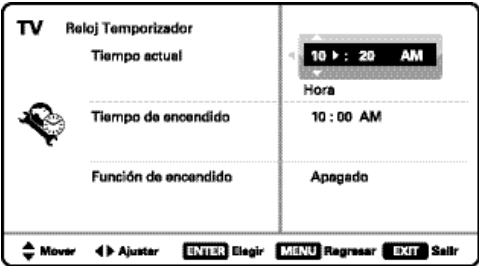 TV Reloj Temporizador
Tiempo actual 10 : 20 AM
Hora
Tiempo de encendido 10 : 00 AM
Función de encendido Apagado
Mover Ajustar ENTER Elegir MENU Regresar EXIT Salir